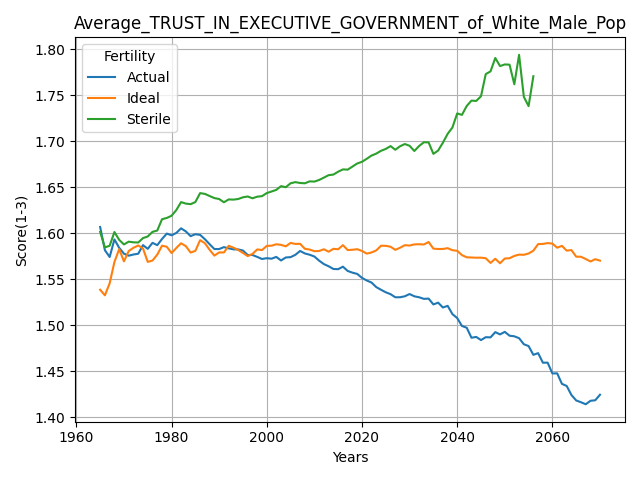 Average_TRUST_IN_EXECUTIVE_GOVERNMENT_of_White_Male_Pop
Fertility
Actual
Ideal
Sterile
Score(1-3)
1.80
1.75
1.70
1.65
1.60
1.55
1.50
1.45
1.40
1960
1980
2000
2020
2040
2060
Years